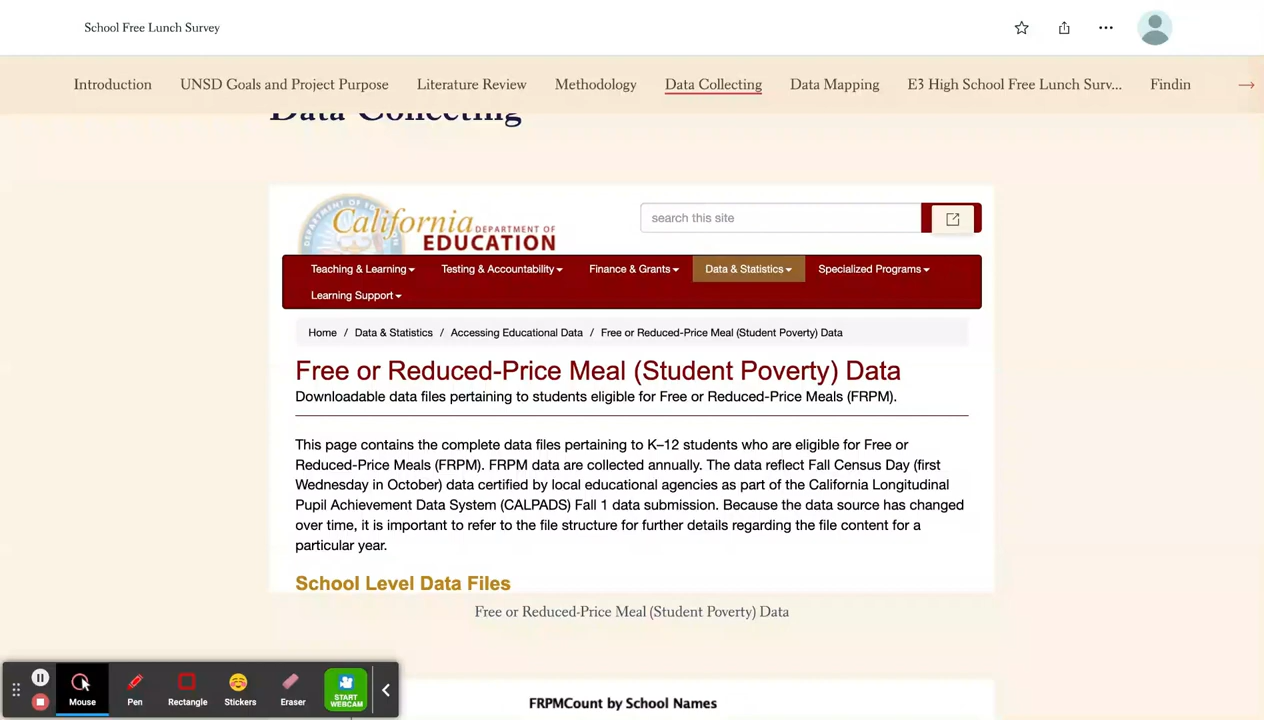 School Free Lunch Survey
Introduction UNSD Goals and Project Purpose Literature Review Methodology Data Collecting Data Mapping E3 High School Free Lunch Surv... Findin
Data Collecting
California DEPARTMENT OF
EDUCATION
search this site
Teaching & Learning Testing & Accountability Finance & Grants Data & Statistics Specialized Programs
Learning Support
Home / Data & Statistics / Accessing Educational Data / Free or Reduced-Price Meal (Student Poverty) Data
Free or Reduced-Price Meal (Student Poverty) Data
Downloadable data files pertaining to students eligible for Free or Reduced-Price Meals (FRPM).
This page contains the complete data files pertaining to K–12 students who are eligible for Free or
Reduced-Price Meals (FRPM). FRPM data are collected annually. The data reflect Fall Census Day (first
Wednesday in October) data certified by local educational agencies as part of the California Longitudinal
Pupil Achievement Data System (CALPADS) Fall 1 data submission. Because the data source has changed
over time, it is important to refer to the file structure for further details regarding the file content for a
particular year.
School Level Data Files
Free or Reduced-Price Meal (Student Poverty) Data
Mouse Pen Rectangle Stickers Eraser START
WEBCAM
FRPMCount by School Names